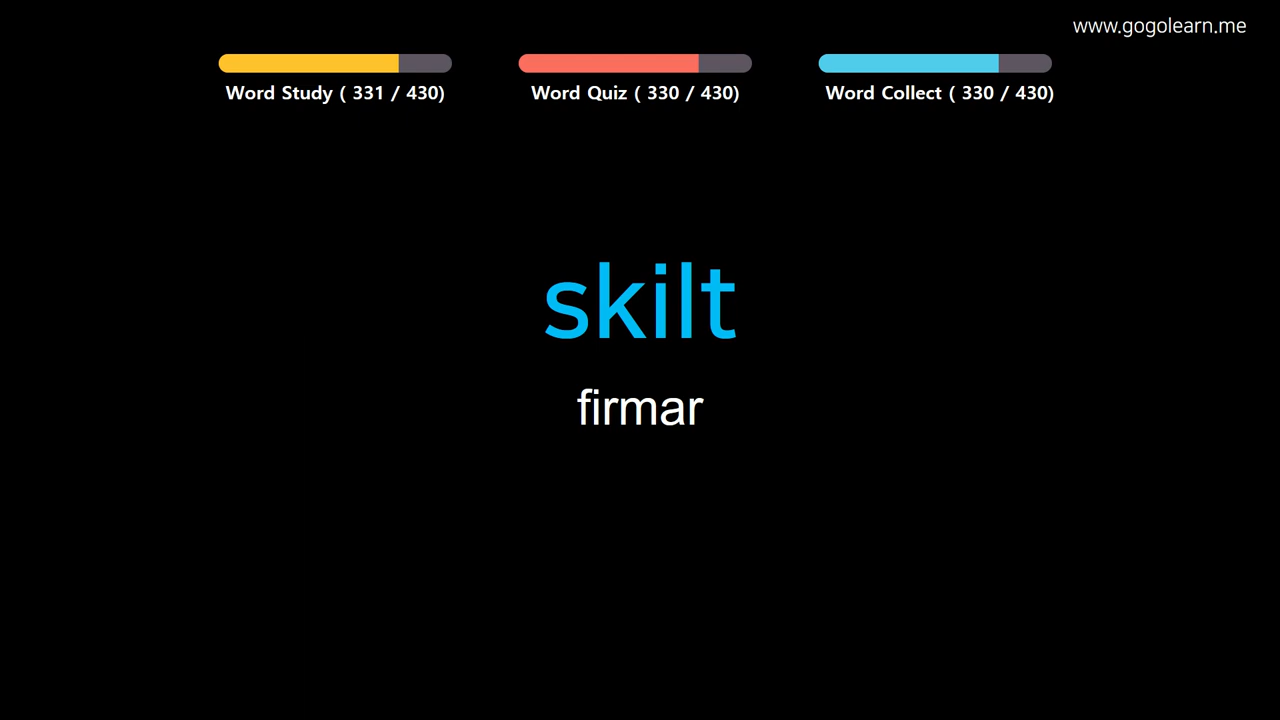 www.gogolearn.me
Word Study ( 331 / 430)
Word Quiz ( 330 / 430)
Word Collect ( 330 / 430)
skilt
firmar